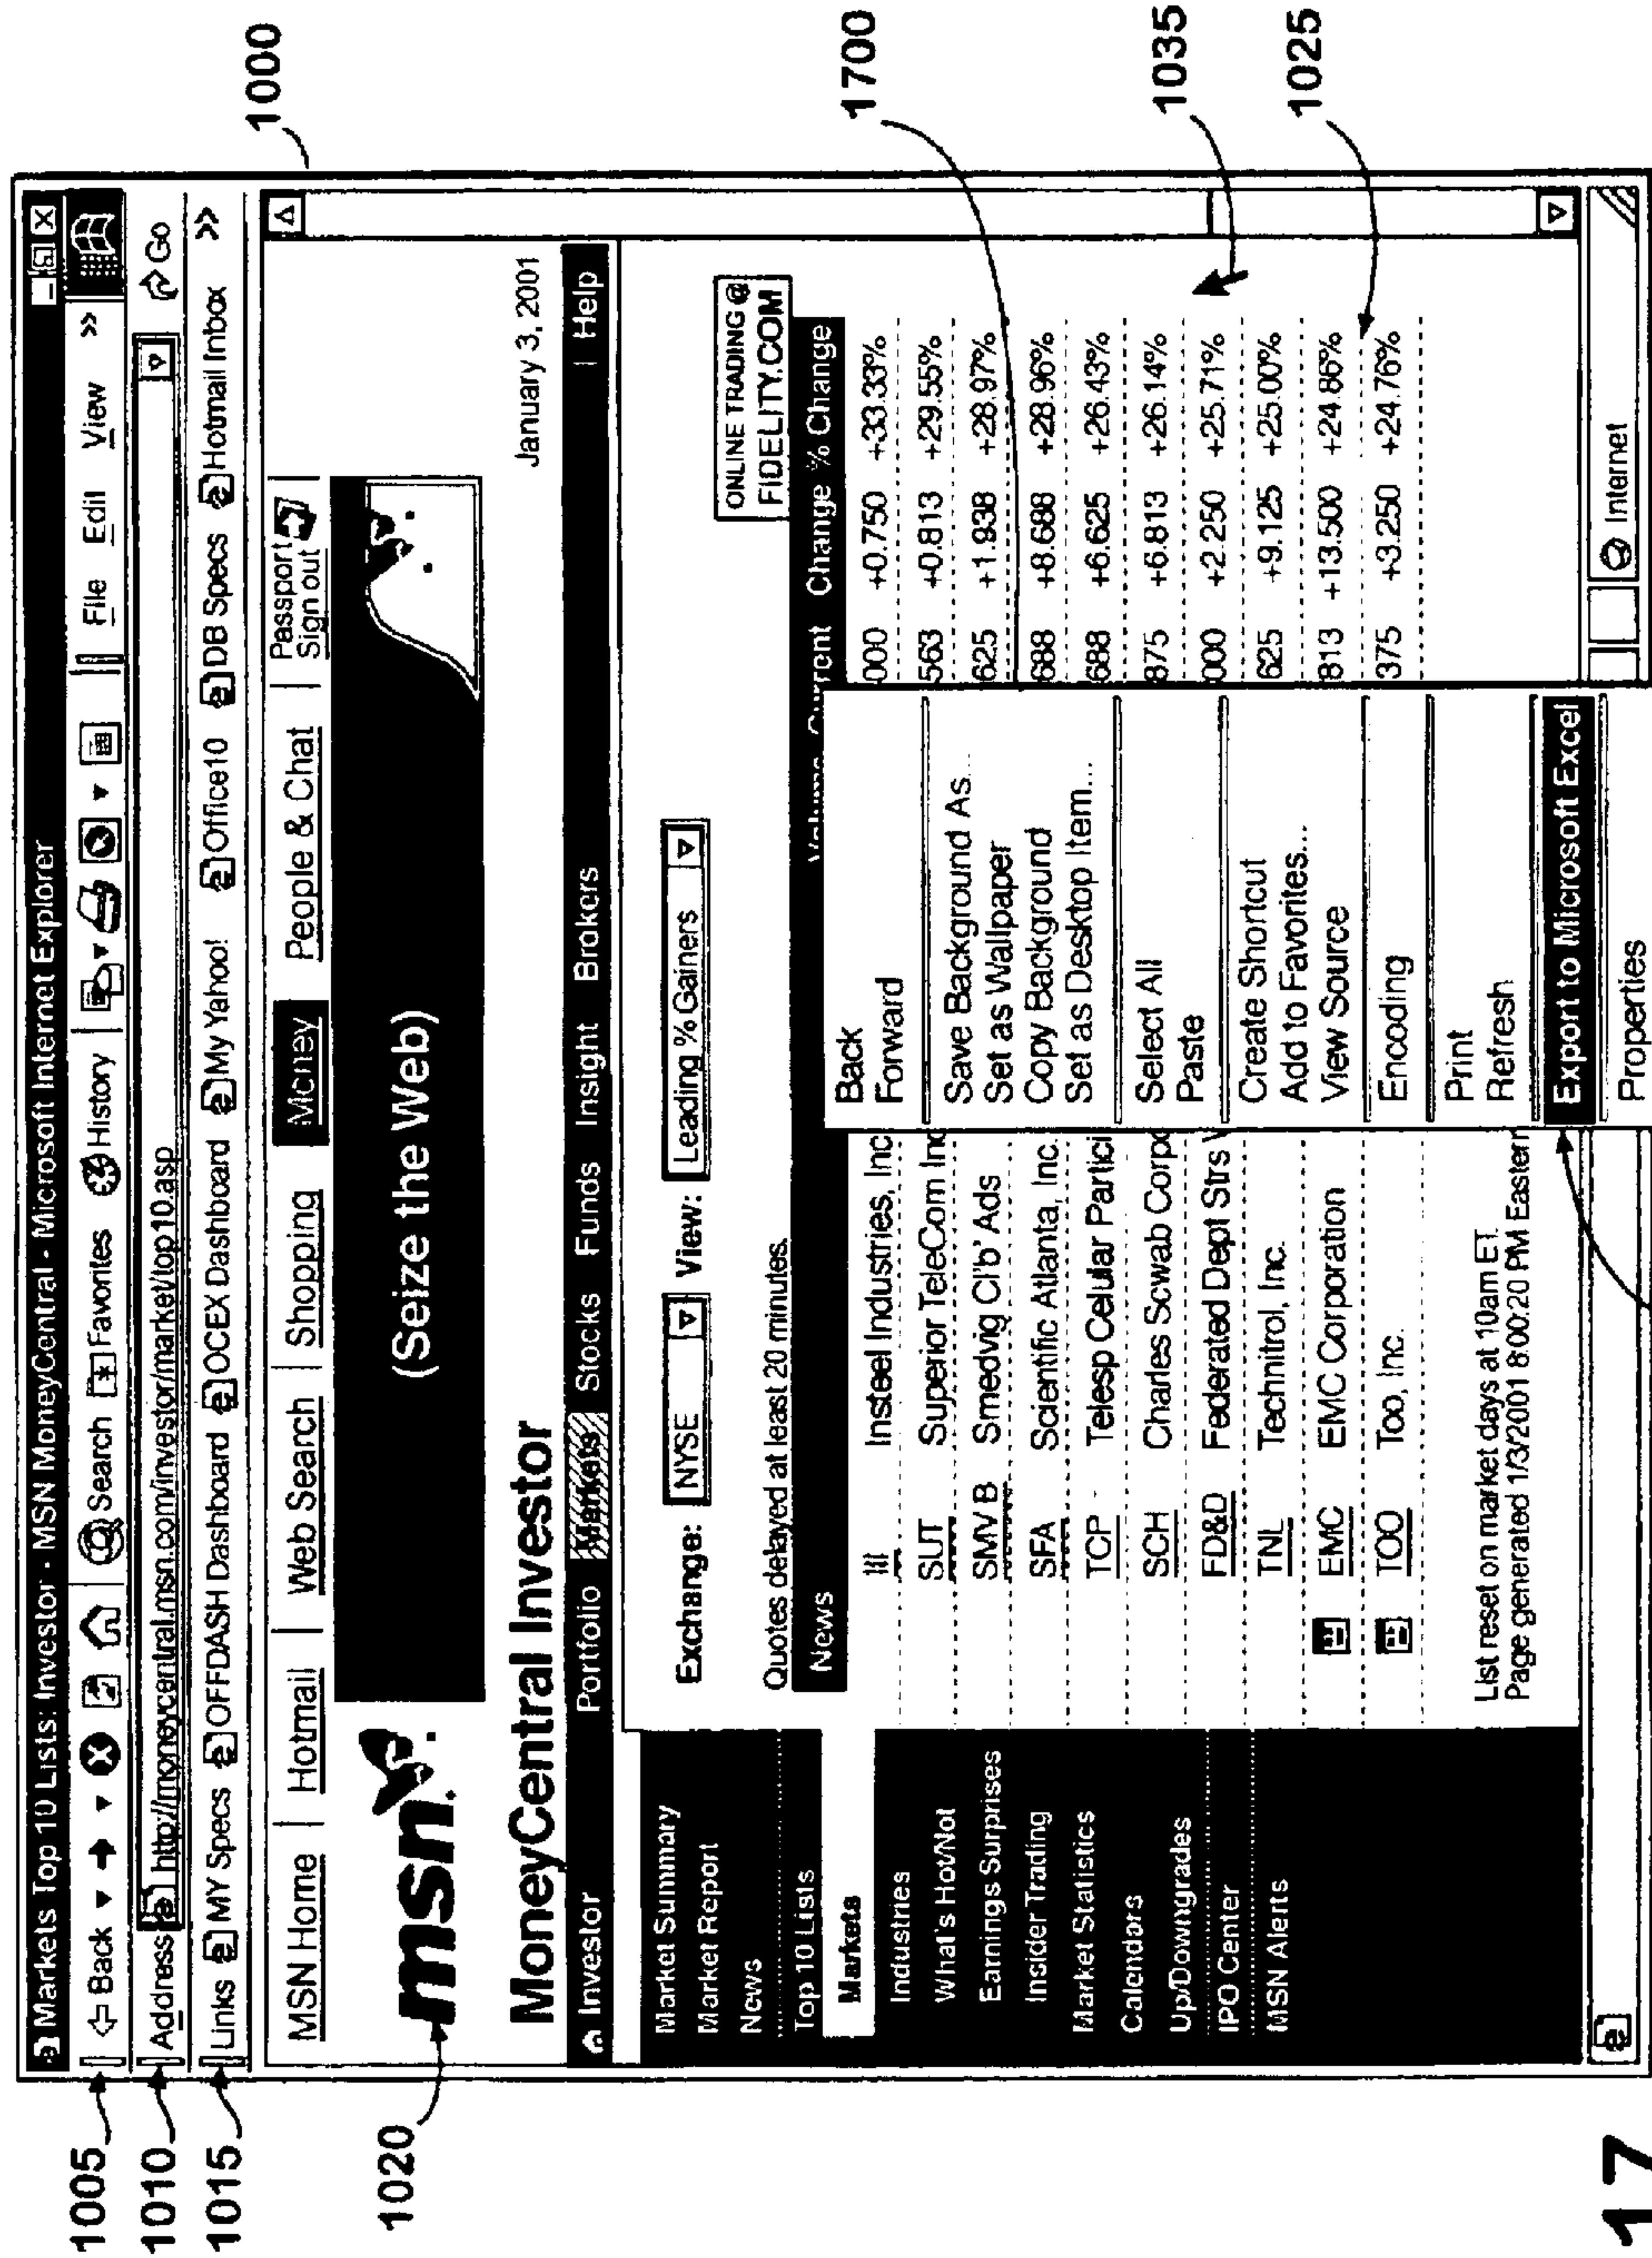 Markets Top 10 Lists: Investor - MSN MoneyCentral - Microsoft Internet Explorer
Back Search Favorites History File Edit View >>
Address http://moneycentral.msn.com/investor/market/top10.asp Go
Links MY Specs OFFDASH Dashboard OCEX Dashboard My Yahoo! Office10 DB Specs Hotmail Inbox >>
1000
1005
1010
1015
MSN Home | Hotmail | Web Search | Shopping | Money | People & Chat | Passport Sign out
1020
msn
(Seize the Web)
MoneyCentral Investor
January 3, 2001
Investor Portfolio Markets Stocks Funds Insight Brokers | Help
Market Summary
Market Report
News
Top 10 Lists
Markets
Industries
What's Hot/Not
Earnings Surprises
Insider Trading
Market Statistics
Calendars
Up/Downgrades
IPO Center
MSN Alerts
Exchange: NYSE View: Leading % Gainers
ONLINE TRADING @
FIDELITY.COM
Quotes delayed at least 20 minutes.
News Volume Current Change % Change
III Insteel Industries, Inc 000 +0.750 +33.33%
SUT Superior TeleCom Inc 563 +0.813 +29.55%
SMV B Smedvig Cl'b' Ads 625 +1.938 +28.97%
SFA Scientific Atlanta, Inc. 688 +8.688 +28.96%
TCP Telesp Celular Partici 688 +6.625 +26.43%
SCH Charles Scwab Corpo 875 +6.813 +26.14%
FD&D Federated Dept Strs 000 +2.250 +25.71%
TNL Technitrol, Inc. 625 +9.125 +25.00%
EMC EMC Corporation 813 +13.500 +24.86%
TOO Too, Inc. 375 +3.250 +24.76%
List reset on market days at 10am ET.
Page generated 1/3/2001 8:00:20 PM Eastern
Back
Forward
Save Background As...
Set as Wallpaper
Copy Background
Set as Desktop Item...
Select All
Paste
Create Shortcut
Add to Favorites...
View Source
Encoding
Print
Refresh
Export to Microsoft Excel
Properties
Internet
1700
1035
1025
17